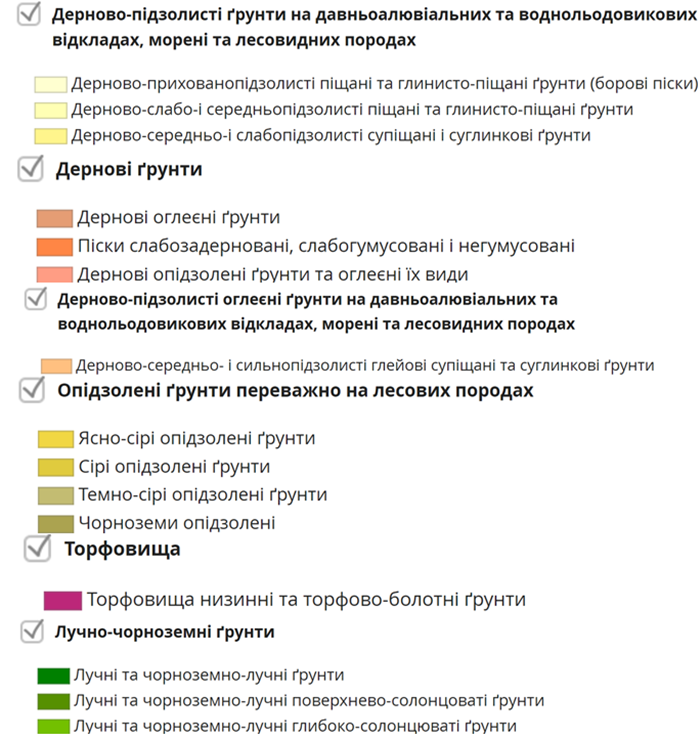 Дерново-підзолисті ґрунти на давньоалювіальних та воднольодовикових
відкладах, морені та лесовидних породах
Дерново-прихованопідзолисті піщані та глинисто-піщані ґрунти (борові піски)
Дерново-слабо-і середньопідзолисті піщані та глинисто-піщані ґрунти
Дерново-середньо-і слабопідзолисті супіщані і суглинкові ґрунти
Дернові ґрунти
Дернові оглеєні ґрунти
Піски слабозадерновані, слабогумусовані і негумусовані
Дернові опідзолені ґрунти та оглеєні їх види
Дерново-підзолисті оглеєні ґрунти на давньоалювіальних та
водньольодовикових відкладах, морені та лесовидних породах
Дерново-середньо- і сильнопідзолисті глейові супіщані та суглинкові ґрунти
Опідзолені ґрунти переважно на лесових породах
Ясно-сірі опідзолені ґрунти
Сірі опідзолені ґрунти
Темно-сірі опідзолені ґрунти
Чорноземи опідзолені
Торфовища
Торфовища низинні та торфово-болотні ґрунти
Лучно-чорноземні ґрунти
Лучні та чорноземно-лучні ґрунти
Лучні та чорноземно-лучні поверхнево-солонцоваті ґрунти
Лучні та чорноземно-лучні глибоко-солонцюваті ґрунти